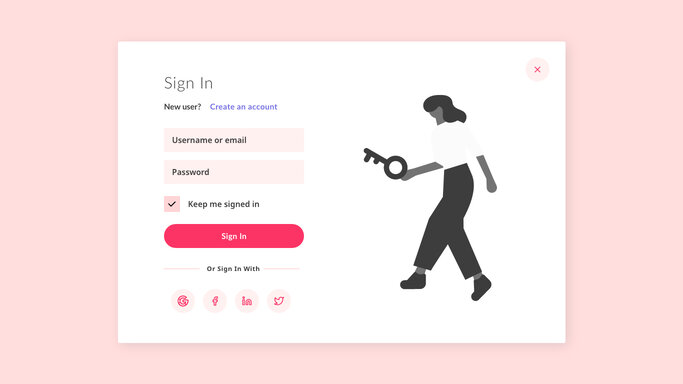 Sign In
New user? Create an account
Username or email
Password
Keep me signed in
Sign In
Or Sign In With